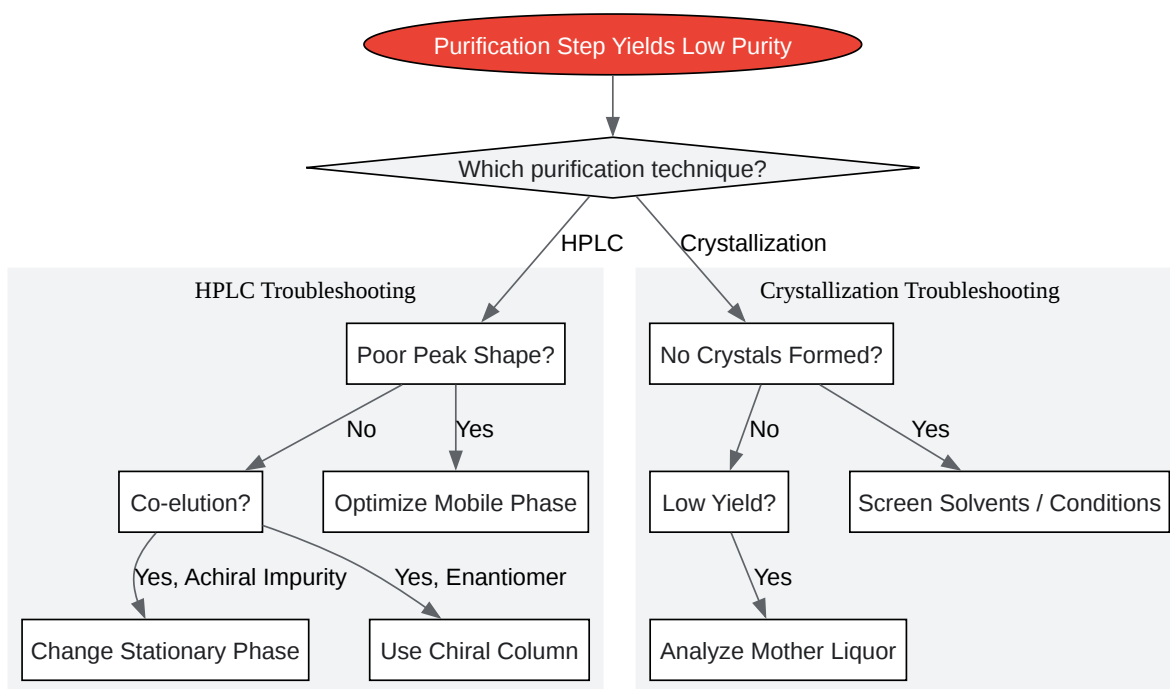 Purification Step Yields Low Purity
Which purification technique?
HPLC
Crystallization
HPLC Troubleshooting
Crystallization Troubleshooting
Poor Peak Shape?
No Crystals Formed?
No
Yes
No
Yes
Co-elution?
Optimize Mobile Phase
Low Yield?
Screen Solvents / Conditions
Yes, Achiral Impurity
Yes, Enantiomer
Yes
Change Stationary Phase
Use Chiral Column
Analyze Mother Liquor